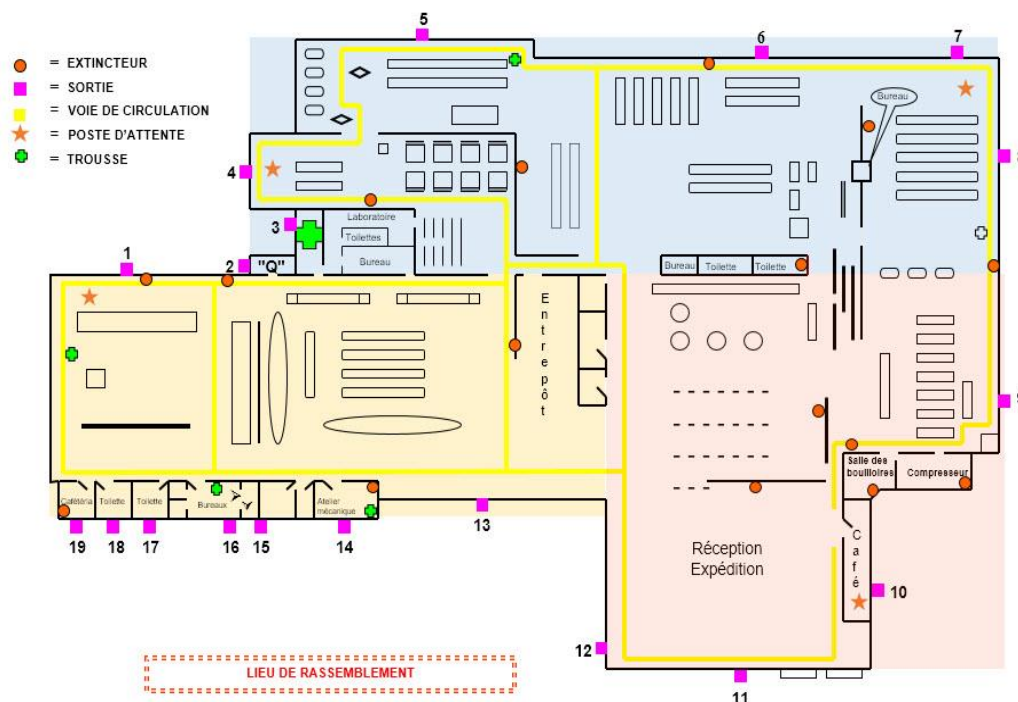 5
6
7
= EXTINCTEUR
= SORTIE
= VOIE DE CIRCULATION
= POSTE D'ATTENTE
= TROUSSE
Bureau
4
3
Laboratoire
Toilettes
Bureau
1
2
"Q"
Bureau
Toilette
Toilette
Entrepôt
Salle des
bouilloires
Compresseur
Cafétéria
Toilette
Toilette
Bureaux
Atelier
mécanique
19
18
17
16
15
14
13
Réception
Expédition
Café
10
12
11
LIEU DE RASSEMBLEMENT